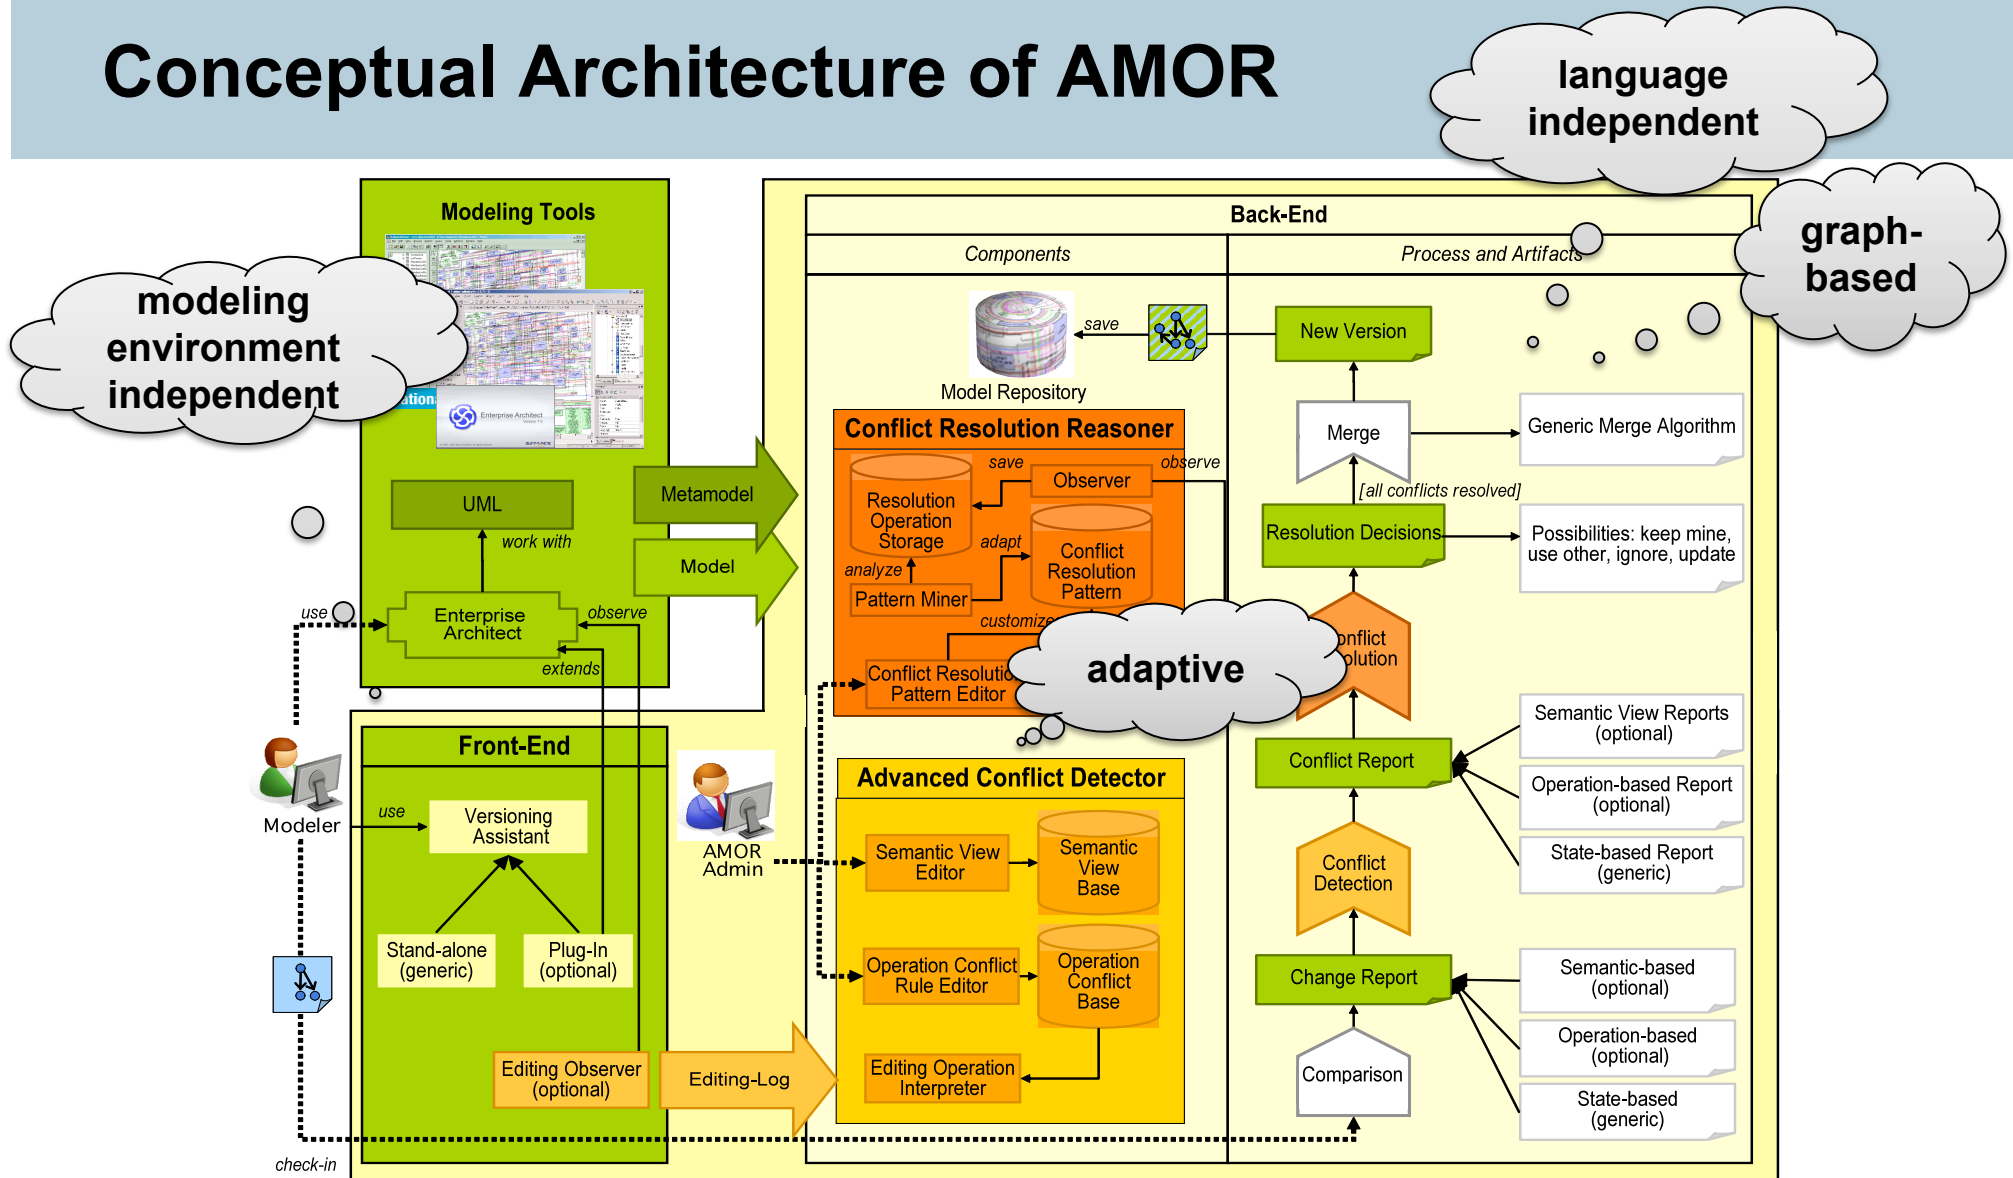 Conceptual Architecture of AMOR
language
independent
graph-
based
modeling
environment
independent
Modeling Tools
Enterprise Architect
UML
work with
Enterprise
Architect
use
observe
extends
Metamodel
Model
Modeler
use
check-in
Front-End
Versioning
Assistant
Stand-alone
(generic)
Plug-In
(optional)
Editing Observer
(optional)
Editing-Log
AMOR
Admin
Back-End
Components
Process and Artifacts
save
Model Repository
Conflict Resolution Reasoner
save
observe
Observer
Resolution
Operation
Storage
adapt
analyze
Conflict
Resolution
Pattern
Pattern Miner
customize
Conflict Resolution
Pattern Editor
adaptive
Advanced Conflict Detector
Semantic View
Editor
Semantic
View
Base
Operation Conflict
Rule Editor
Operation
Conflict
Base
Editing Operation
Interpreter
New Version
Merge
Generic Merge Algorithm
[all conflicts resolved]
Resolution Decisions
Possibilities: keep mine,
use other, ignore, update
onflict
olution
Conflict Report
Semantic View Reports
(optional)
Operation-based Report
(optional)
State-based Report
(generic)
Conflict
Detection
Change Report
Semantic-based
(optional)
Operation-based
(optional)
State-based
(generic)
Comparison